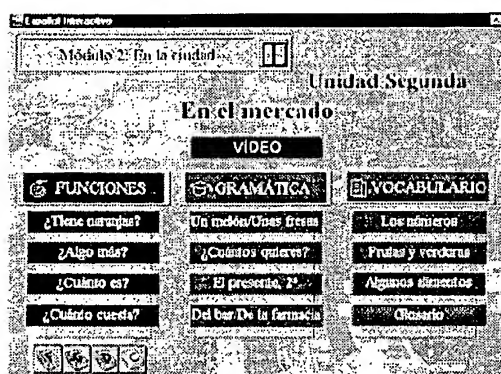 Español Interactivo
Módulo 2: En la ciudad
Unidad Segunda
En el mercado
VÍDEO
FUNCIONES
¿Tiene naranjas?
¿Algo más?
¿Cuánto es?
¿Cuánto cuesta?
GRAMÁTICA
Un melón/Unas fresas
¿Cuántos quieres?
El presente, 2ª
Del bar/De la farmacia
VOCABULARIO
Los números
Frutas y verduras
Algunos alimentos
Glosario